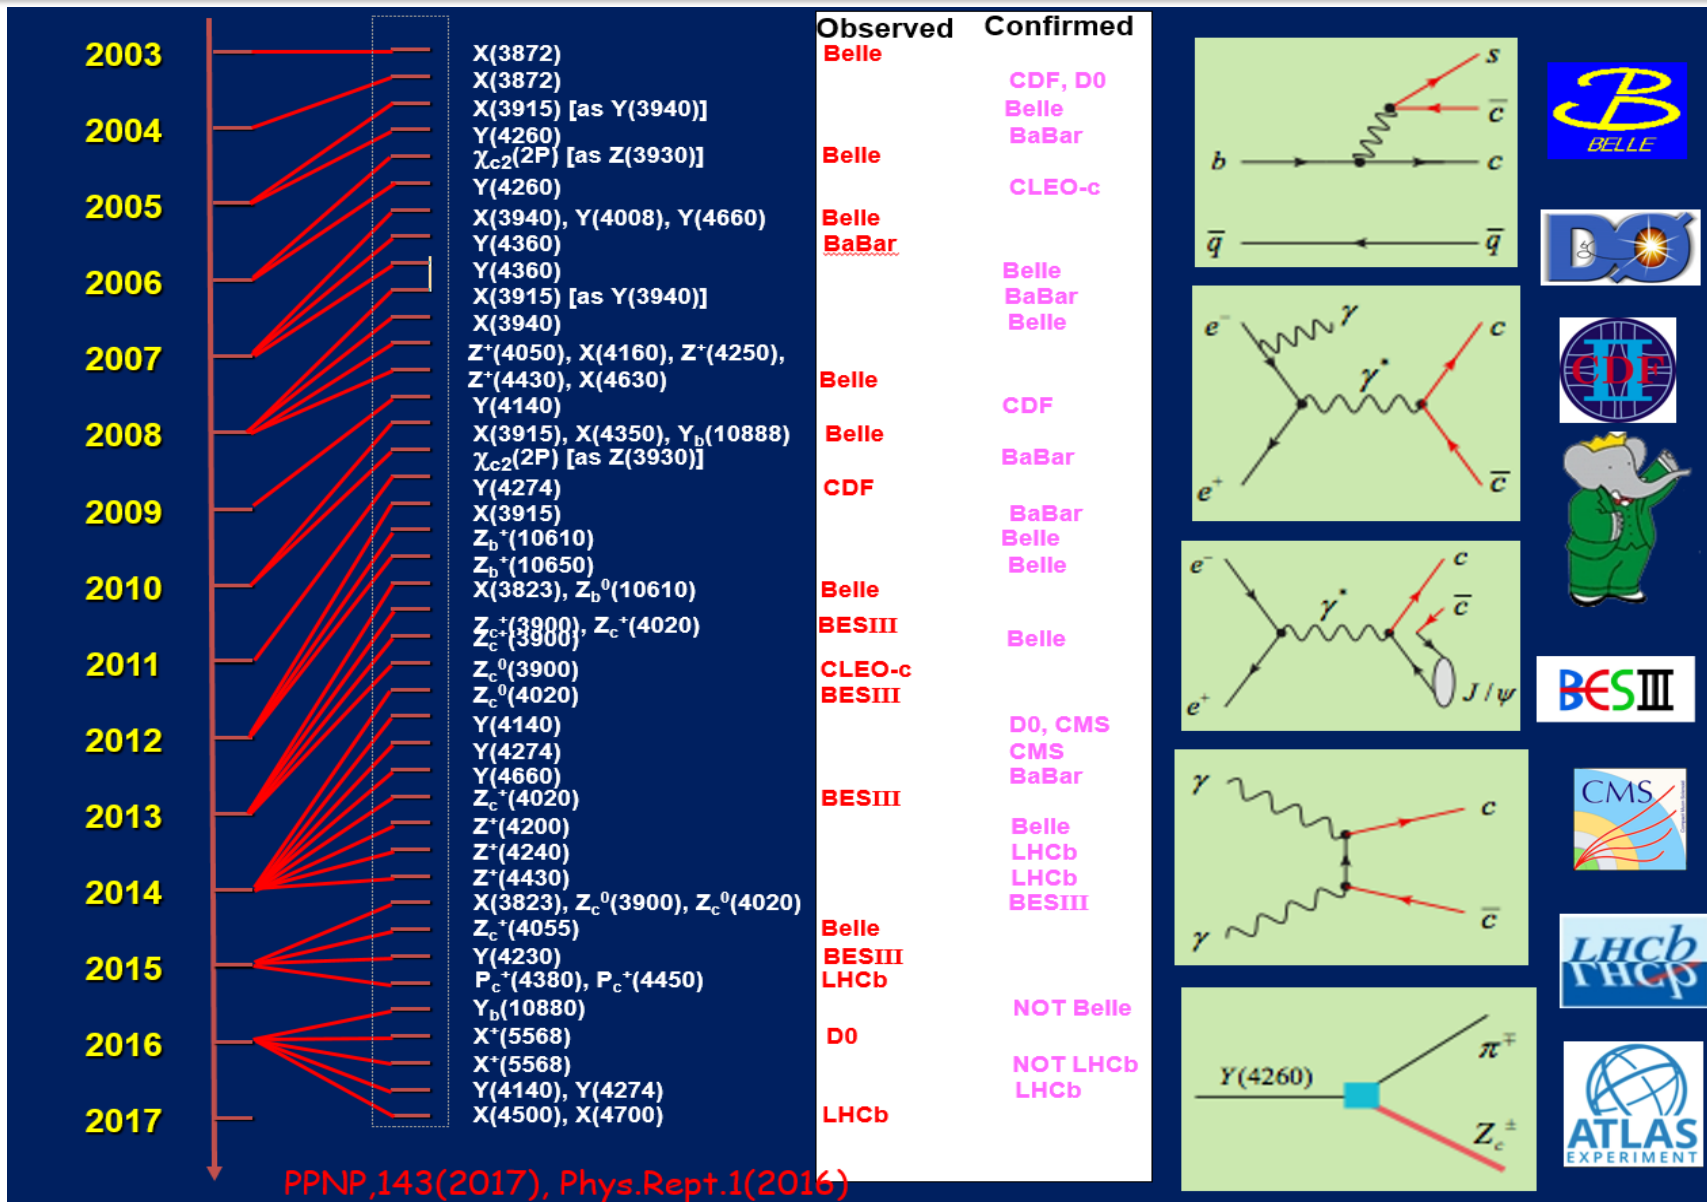 Observed Confirmed
2003
X(3872) Belle
X(3872) CDF, D0
X(3915) [as Y(3940)] Belle
2004
Y(4260) BaBar
χc2(2P) [as Z(3930)] Belle
Y(4260) CLEO-c
2005
X(3940), Y(4008), Y(4660) Belle
Y(4360) BaBar
Y(4360) Belle
2006
X(3915) [as Y(3940)] BaBar
X(3940) Belle
2007
Z⁺(4050), X(4160), Z⁺(4250),
Z⁺(4430), X(4630) Belle
Y(4140) CDF
2008
X(3915), X(4350), Yb(10888) Belle
χc2(2P) [as Z(3930)] BaBar
Y(4274) CDF
2009
X(3915) BaBar
Zb⁺(10610) Belle
Zb⁺(10650) Belle
2010
X(3823), Zb⁰(10610) Belle
Zc⁺(3900), Zc⁺(4020) BESIII
Zc⁺(3900) Belle
2011
Zc⁰(3900) CLEO-c
Zc⁰(4020) BESIII
Y(4140) D0, CMS
2012
Y(4274) CMS
Y(4660) BaBar
Zc⁺(4020) BESIII
2013
Z⁺(4200) Belle
Z⁺(4240) LHCb
Z⁺(4430) LHCb
2014
X(3823), Zc⁰(3900), Zc⁰(4020) BESIII
Zc⁺(4055) Belle
Y(4230) BESIII
2015
Pc⁺(4380), Pc⁺(4450) LHCb
Yb(10880) NOT Belle
X⁺(5568) D0
2016
X⁺(5568) NOT LHCb
Y(4140), Y(4274) LHCb
X(4500), X(4700) LHCb
2017
PPNP,143(2017), Phys.Rept.1(2016)
s
c̅
b c
q̅ q̅
e⁻ γ c
γ*
e⁺ c̅
e⁻ c
γ* c̅
e⁺ J/ψ
γ c
γ c̅
Y(4260) π∓
Zc±
B
BELLE
DØ
II
CDF
BESIII
CMS
LHCb
LHCp
ATLAS
EXPERIMENT